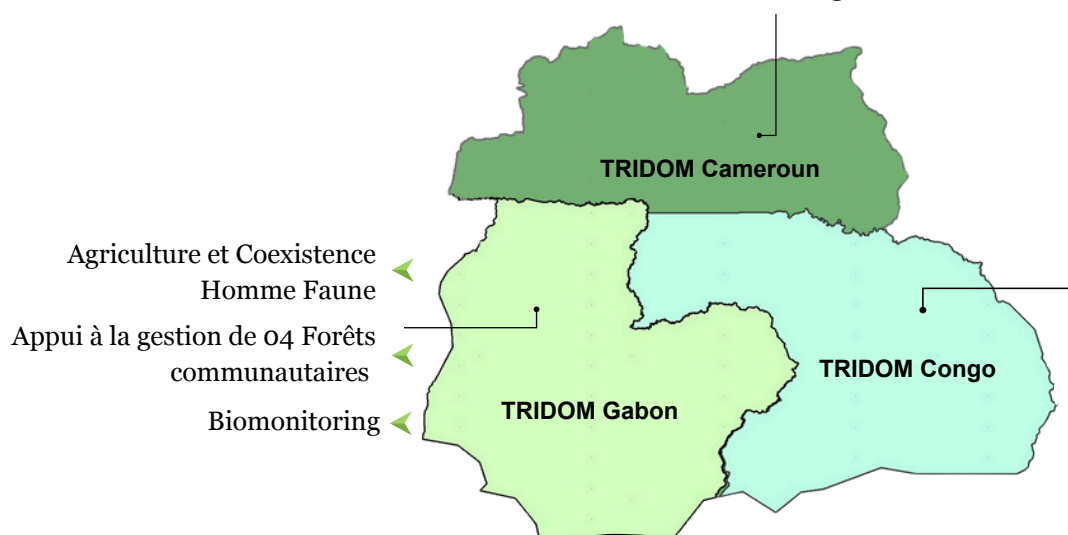 TRIDOM Cameroun
Agriculture et Coexistence
Homme Faune
Appui à la gestion de 04 Forêts
communautaires
Biomonitoring
TRIDOM Congo
TRIDOM Gabon